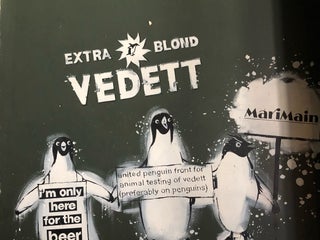 EXTRA V BLOND
VEDETT
MariMain
united penguin front for
animal testing of vedett
(preferably on penguins)
I'm only
here
for the
beer